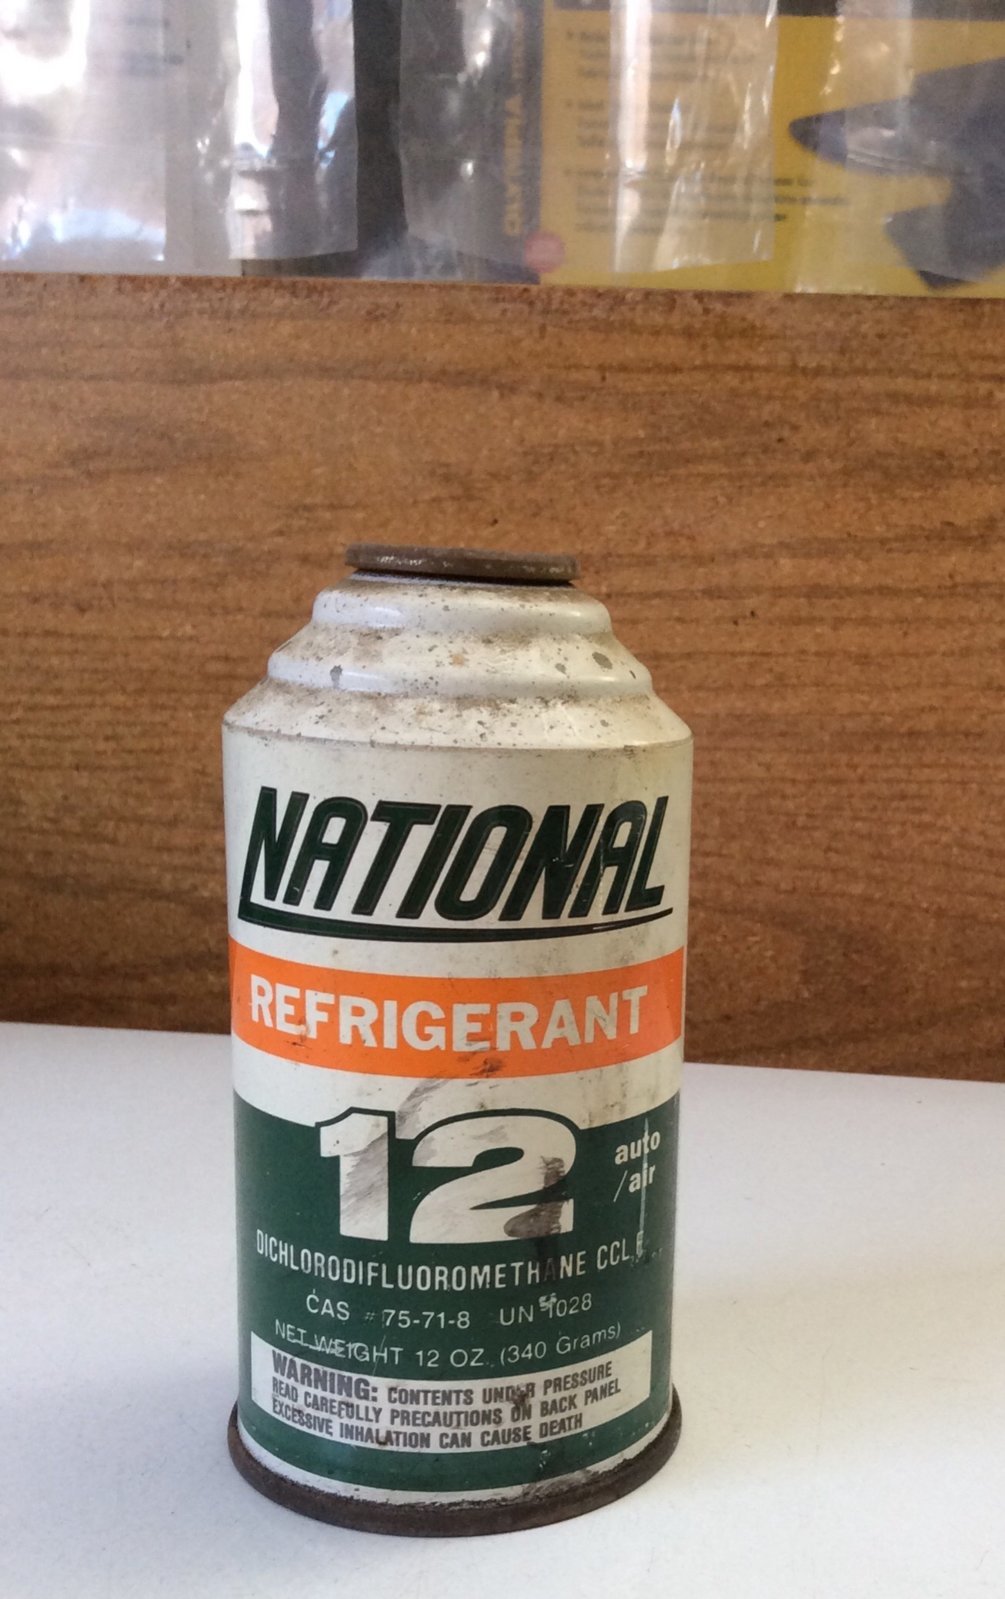 NATIONAL
REFRIGERANT
12
auto
/air
DICHLORODIFLUOROMETHANE CCL F
CAS #75-71-8 UN 1028
NET WEIGHT 12 OZ. (340 Grams)
WARNING: CONTENTS UNDER PRESSURE
READ CAREFULLY PRECAUTIONS ON BACK PANEL
EXCESSIVE INHALATION CAN CAUSE DEATH